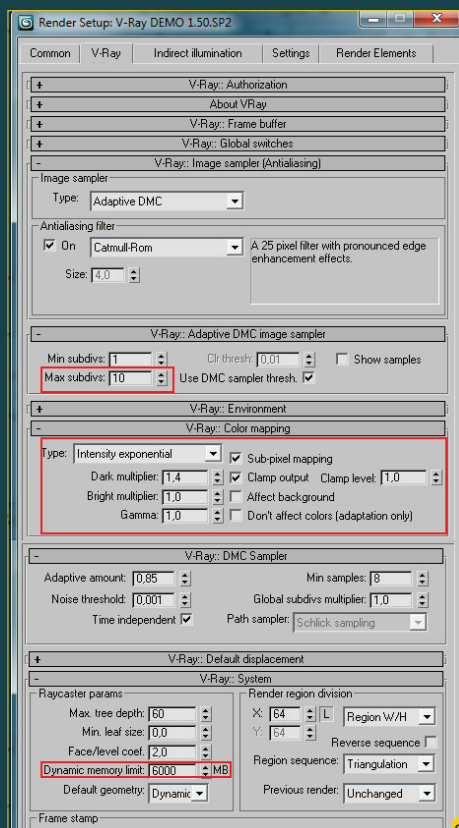 Render Setup: V-Ray DEMO 1.50.SP2
Common V-Ray Indirect illumination Settings Render Elements
+ V-Ray:: Authorization
+ About VRay
+ V-Ray:: Frame buffer
+ V-Ray:: Global switches
- V-Ray:: Image sampler (Antialiasing)
Image sampler
Type: Adaptive DMC
Antialiasing filter
On Catmull-Rom A 25 pixel filter with pronounced edge
enhancement effects.
Size: 4,0
- V-Ray:: Adaptive DMC image sampler
Min subdivs: 1 Clr thresh: 0,01 Show samples
Max subdivs: 10 Use DMC sampler thresh.
+ V-Ray:: Environment
- V-Ray:: Color mapping
Type: Intensity exponential Sub-pixel mapping
Dark multiplier: 1,4 Clamp output Clamp level: 1,0
Bright multiplier: 1,0 Affect background
Gamma: 1,0 Don't affect colors (adaptation only)
- V-Ray:: DMC Sampler
Adaptive amount: 0,85 Min samples: 8
Noise threshold: 0,001 Global subdivs multiplier: 1,0
Time independent Path sampler: Schlick sampling
+ V-Ray:: Default displacement
- V-Ray:: System
Raycaster params Render region division
Max. tree depth: 60 X: 64 L Region W/H
Min. leaf size: 0,0 Y: 64
Face/level coef. 2,0 Reverse sequence
Dynamic memory limit: 6000 MB Region sequence: Triangulation
Default geometry: Dynamic Previous render: Unchanged
Frame stamp